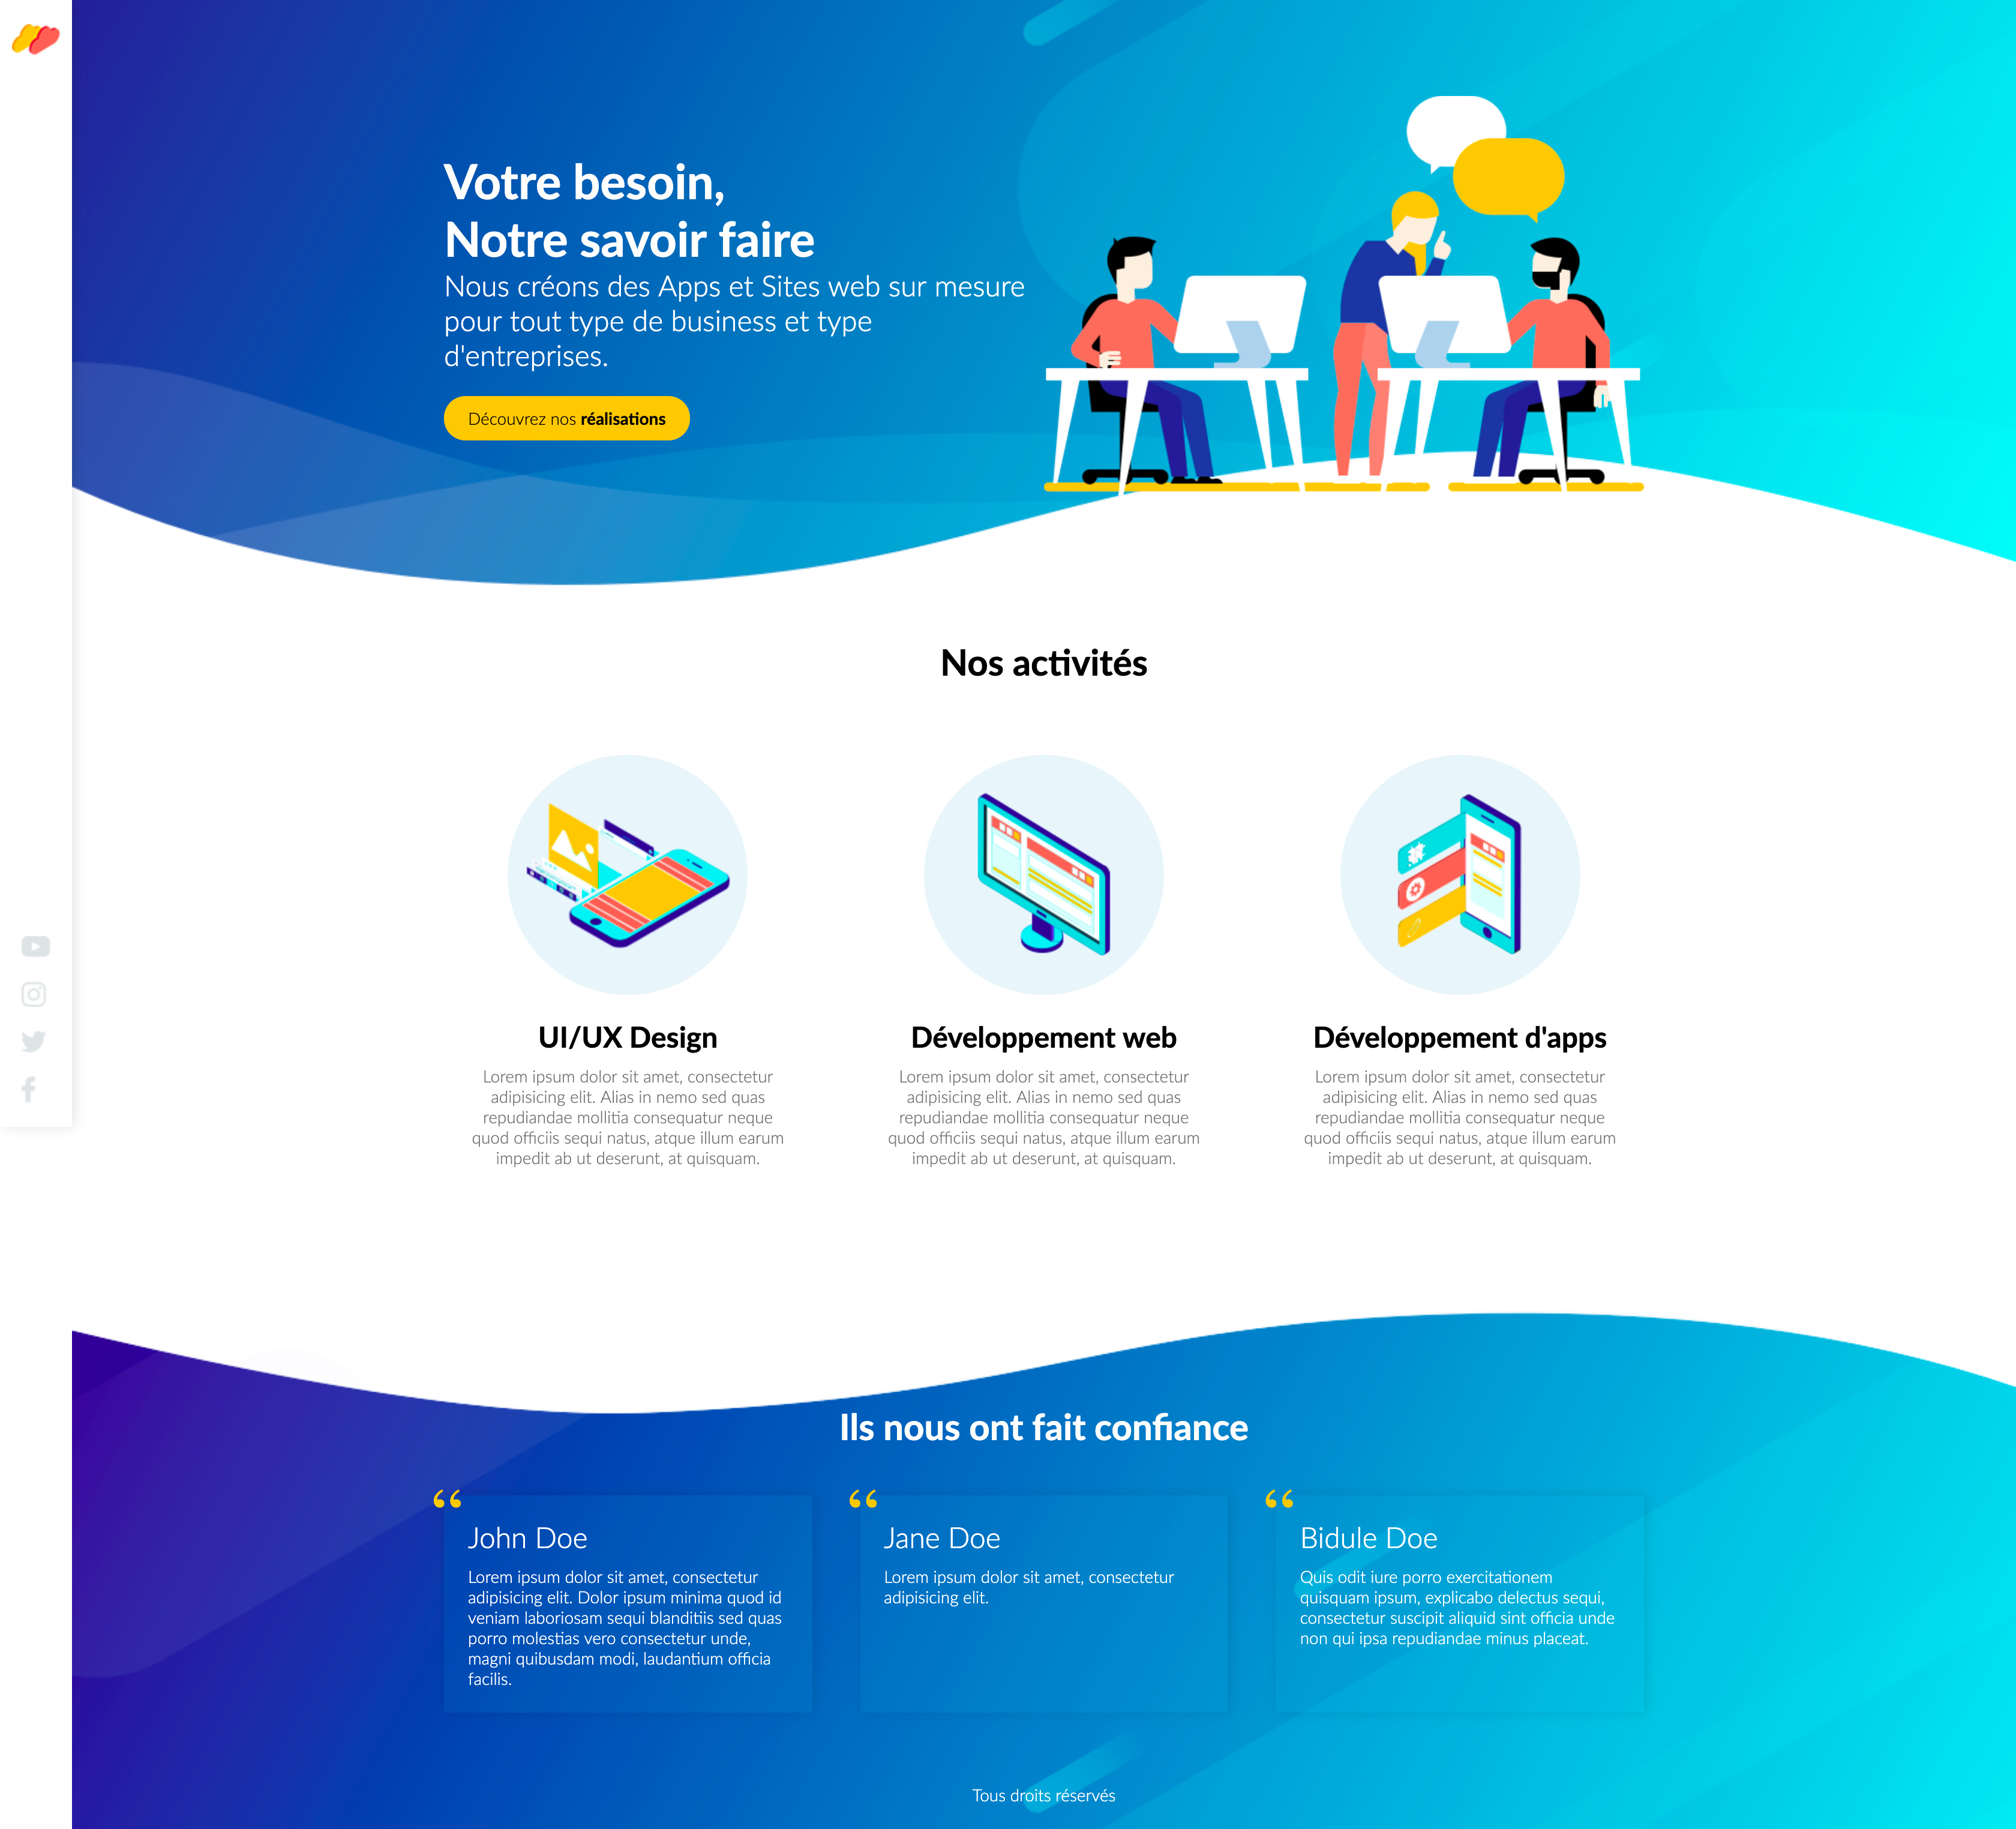 Votre besoin,
Notre savoir faire
Nous créons des Apps et Sites web sur mesure
pour tout type de business et type
d'entreprises.
Découvrez nos réalisations
Nos activités
UI/UX Design
Lorem ipsum dolor sit amet, consectetur
adipisicing elit. Alias in nemo sed quas
repudiandae mollitia consequatur neque
quod officiis sequi natus, atque illum earum
impedit ab ut deserunt, at quisquam.
Développement web
Lorem ipsum dolor sit amet, consectetur
adipisicing elit. Alias in nemo sed quas
repudiandae mollitia consequatur neque
quod officiis sequi natus, atque illum earum
impedit ab ut deserunt, at quisquam.
Développement d'apps
Lorem ipsum dolor sit amet, consectetur
adipisicing elit. Alias in nemo sed quas
repudiandae mollitia consequatur neque
quod officiis sequi natus, atque illum earum
impedit ab ut deserunt, at quisquam.
Ils nous ont fait confiance
“
John Doe
Lorem ipsum dolor sit amet, consectetur
adipisicing elit. Dolor ipsum minima quod id
veniam laboriosam sequi blanditiis sed quas
porro molestias vero consectetur unde,
magni quibusdam modi, laudantium officia
facilis.
“
Jane Doe
Lorem ipsum dolor sit amet, consectetur
adipisicing elit.
“
Bidule Doe
Quis odit iure porro exercitationem
quisquam ipsum, explicabo delectus sequi,
consectetur suscipit aliquid sint officia unde
non qui ipsa repudiandae minus placeat.
Tous droits réservés